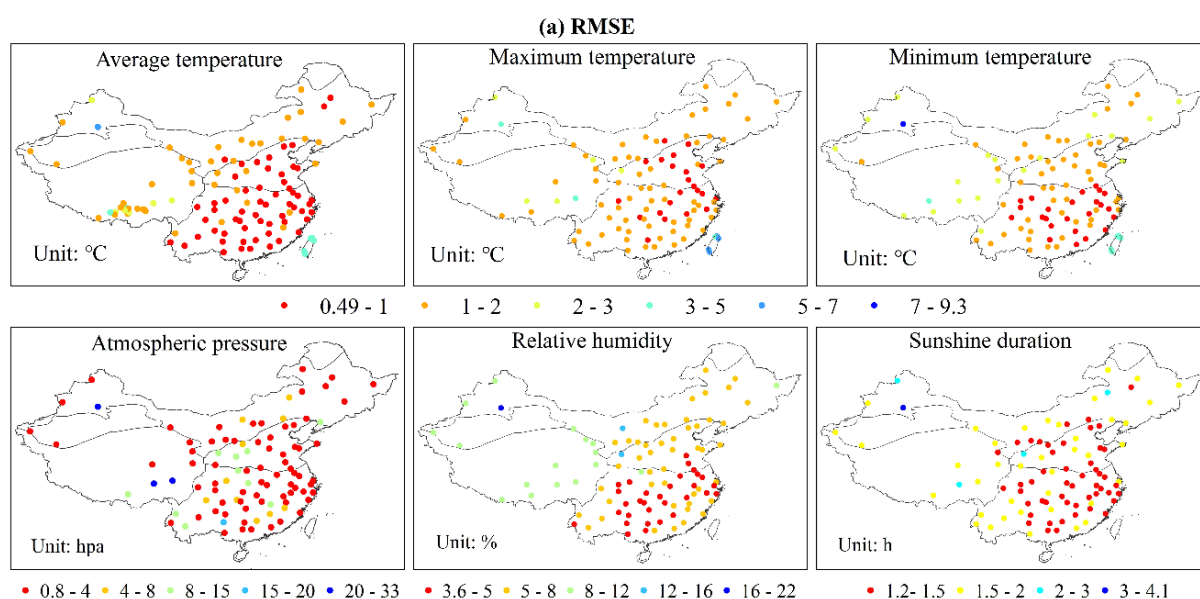 (a) RMSE
Average temperature
Maximum temperature
Minimum temperature
Unit: °C
Unit: °C
Unit: °C
0.49 - 1
1 - 2
2 - 3
3 - 5
5 - 7
7 - 9.3
Atmospheric pressure
Relative humidity
Sunshine duration
Unit: hpa
Unit: %
Unit: h
0.8 - 4
4 - 8
8 - 15
15 - 20
20 - 33
3.6 - 5
5 - 8
8 - 12
12 - 16
16 - 22
1.2- 1.5
1.5 - 2
2 - 3
3 - 4.1